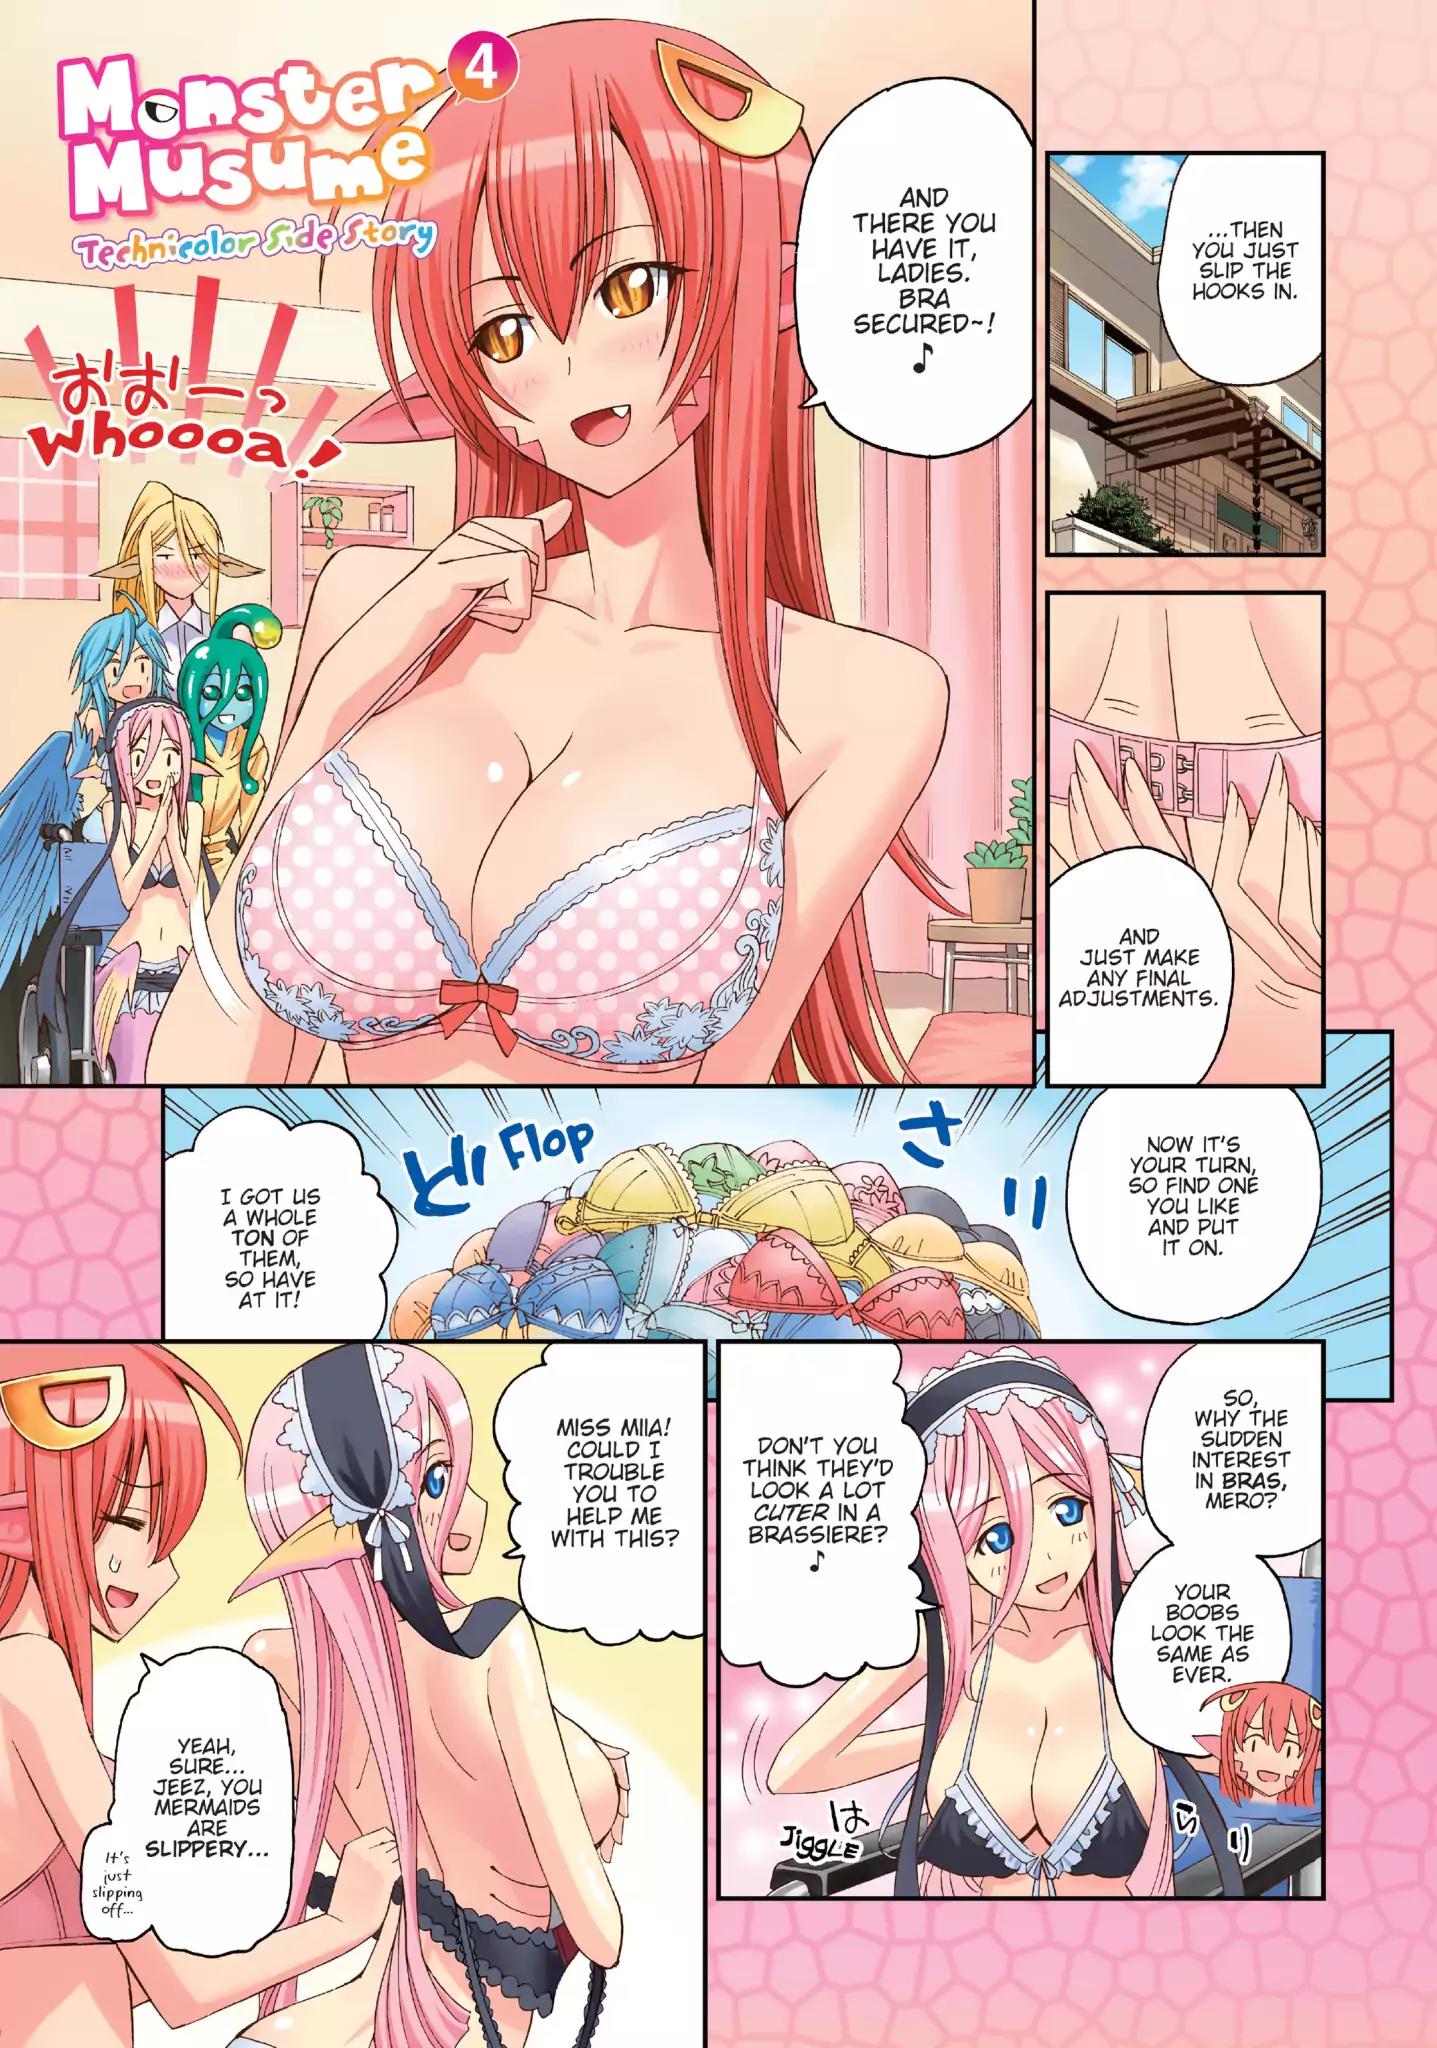 Monster
Musume
4
Technicolor Side Story
...THEN
YOU JUST
SLIP THE
HOOKS IN.
AND
JUST MAKE
ANY FINAL
ADJUSTMENTS.
AND
THERE YOU
HAVE IT,
LADIES.
BRA
SECURED~!
♪
おおーっ
Whoooa!
NOW IT'S
YOUR TURN,
SO FIND ONE
YOU LIKE
AND PUT
IT ON.
さ
り
ど
Flop
I GOT US
A WHOLE
TON OF
THEM,
SO HAVE
AT IT!
SO,
WHY THE
SUDDEN
INTEREST
IN BRAS,
MERO?
YOUR
BOOBS
LOOK THE
SAME AS
EVER.
DON'T YOU
THINK THEY'D
LOOK A LOT
CUTER IN A
BRASSIERE?
♪
は
らり
JIGGLE
MISS MIIA!
COULD I
TROUBLE
YOU TO
HELP ME
WITH THIS?
YEAH,
SURE...
JEEZ, YOU
MERMAIDS
ARE
SLIPPERY...
It's
just
slipping
off...